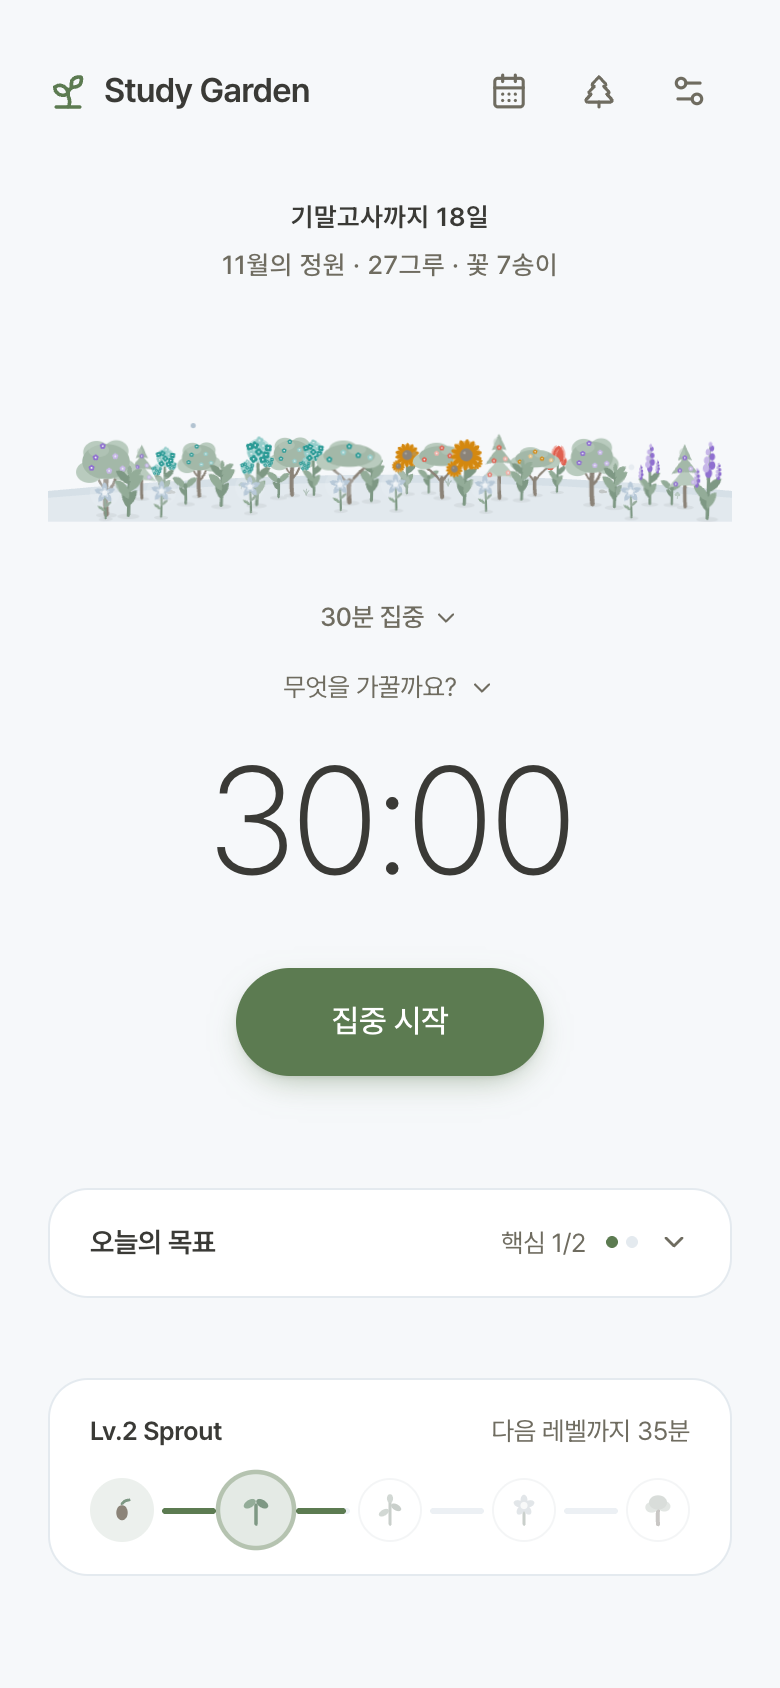 Study Garden
기말고사까지 18일
11월의 정원 · 27그루 · 꽃 7송이
30분 집중
무엇을 가꿀까요?
30:00
집중 시작
오늘의 목표 핵심 1/2
Lv.2 Sprout 다음 레벨까지 35분